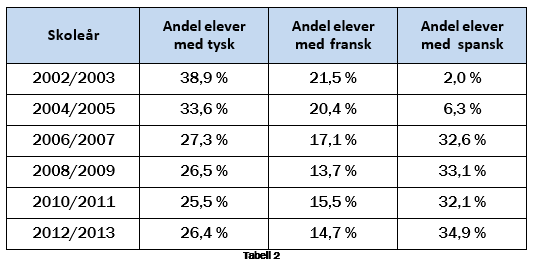 Skoleår Andel elever med tysk Andel elever med fransk Andel elever med spansk
2002/2003 38,9 % 21,5 % 2,0 %
2004/2005 33,6 % 20,4 % 6,3 %
2006/2007 27,3 % 17,1 % 32,6 %
2008/2009 26,5 % 13,7 % 33,1 %
2010/2011 25,5 % 15,5 % 32,1 %
2012/2013 26,4 % 14,7 % 34,9 %
Tabell 2